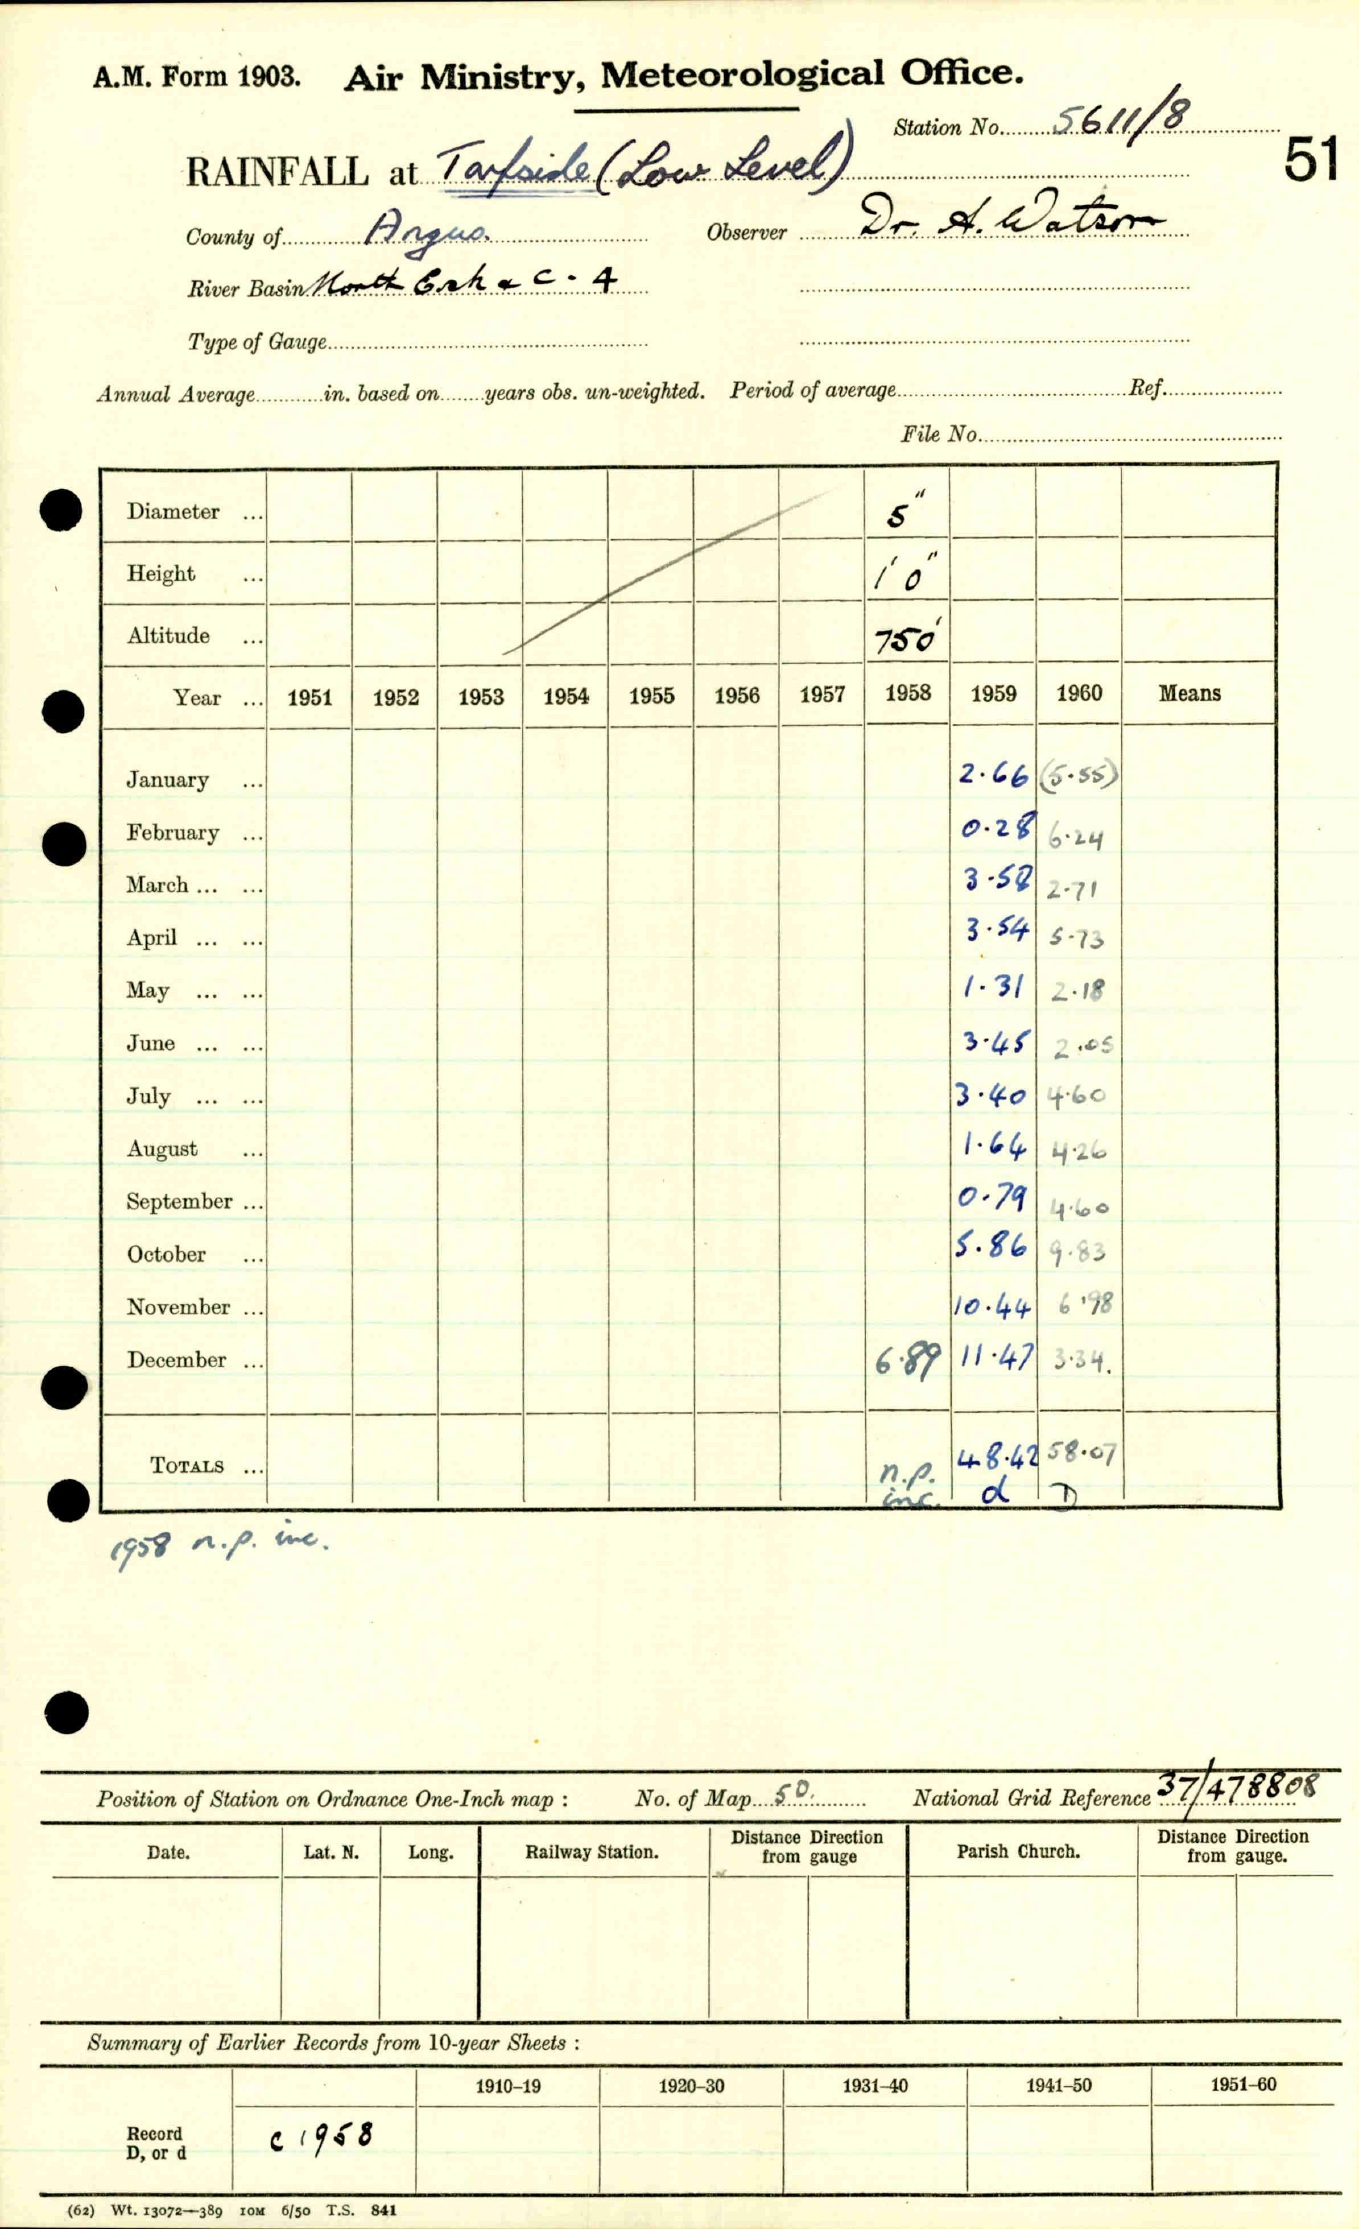 A.M. Form 1903. Air Ministry, Meteorological Office.
Station No. 5611/8
51
RAINFALL at Tarfside (Low Level)
County of Angus. Observer Dr. A. Watson
River Basin North Esk & C - 4
Type of Gauge
Annual Average in. based on years obs. un-weighted. Period of average Ref.
File No.
Diameter ... 5"
Height ... 1' 0"
Altitude ... 750'
Year ... 1951 1952 1953 1954 1955 1956 1957 1958 1959 1960 Means
January ... 2.66 (5.55)
February ... 0.28 6.24
March ... ... 3.58 2.71
April ... ... 3.54 5.73
May ... ... 1.31 2.18
June ... ... 3.45 2.05
July ... ... 3.40 4.60
August ... 1.64 4.26
September ... 0.79 4.60
October ... 5.86 9.83
November ... 10.44 6.98
December ... 6.89 11.47 3.34.
TOTALS ... n.p. inc. 48.42 d 58.07 D
1958 n.p. inc.
Position of Station on Ordnance One-Inch map : No. of Map 50. National Grid Reference 37/478808
Date. Lat. N. Long. Railway Station. Distance Direction from gauge Parish Church. Distance Direction from gauge.
Summary of Earlier Records from 10-year Sheets :
1910–19 1920–30 1931–40 1941–50 1951–60
Record D, or d c 1958
(62) Wt. 13072—389 10M 6/50 T.S. 841